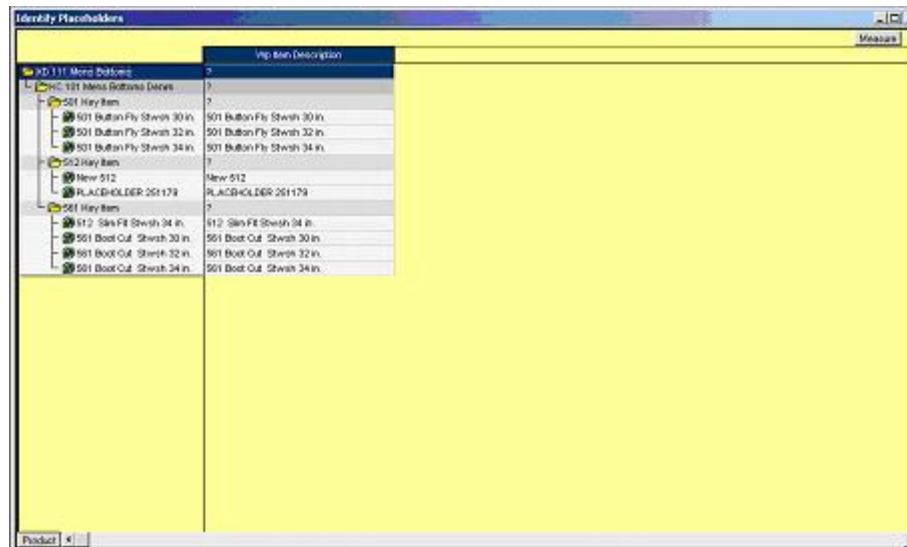 Identify Placeholders
Measure
Wp Item Description
XD 111 Mens Bottoms ?
HC 101 Mens Bottoms Denim ?
501 Key Item ?
501 Button Fly Stwsh 30 in. 501 Button Fly Stwsh 30 in.
501 Button Fly Stwsh 32 in. 501 Button Fly Stwsh 32 in.
501 Button Fly Stwsh 34 in. 501 Button Fly Stwsh 34 in.
512 Key Item ?
New 512 New 512
PLACEHOLDER 251179 PLACEHOLDER 251179
561 Key Item ?
512 Slim Fit Stwsh 34 in. 512 Slim Fit Stwsh 34 in.
561 Boot Cut Stwsh 30 in. 561 Boot Cut Stwsh 30 in.
561 Boot Cut Stwsh 32 in. 561 Boot Cut Stwsh 32 in.
561 Boot Cut Stwsh 34 in. 561 Boot Cut Stwsh 34 in.
Product